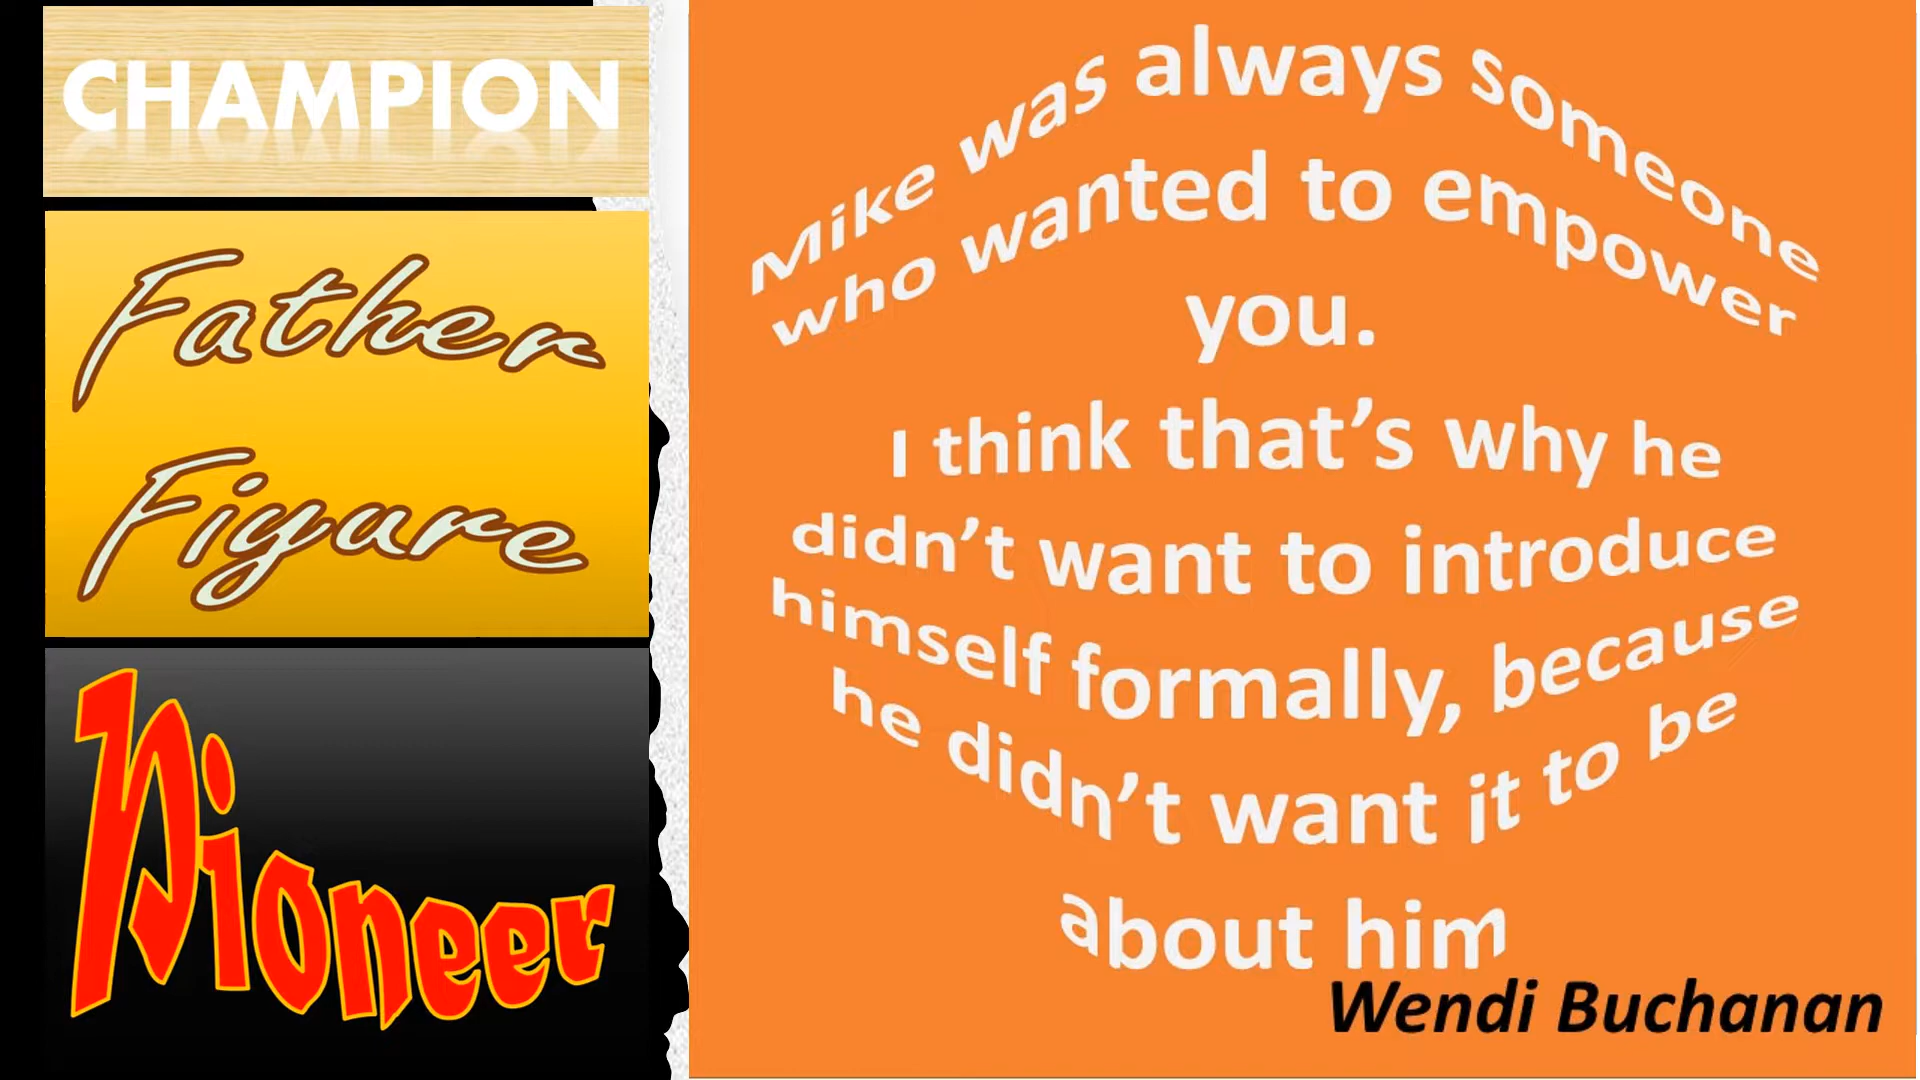 CHAMPION
Father
Figure
Pioneer
Mike was always someone
who wanted to empower
you.
I think that’s why he
didn’t want to introduce
himself formally, because
he didn’t want it to be
about him
Wendi Buchanan